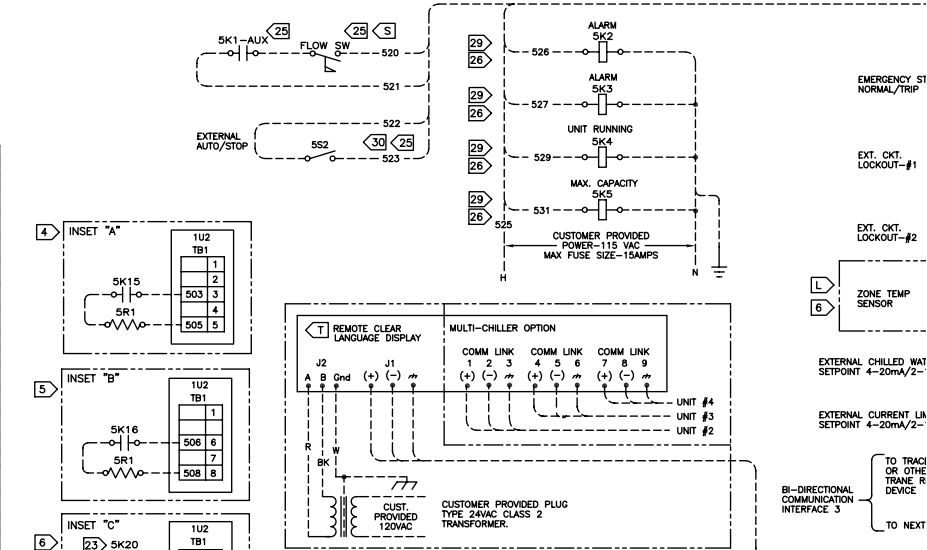 5K1-AUX
25
FLOW SW
25
S
520
521
EXTERNAL
AUTO/STOP
522
5S2
30
25
523
ALARM
5K2
29
26
526
ALARM
5K3
29
26
527
UNIT RUNNING
5K4
29
26
529
MAX. CAPACITY
5K5
29
26
525
531
CUSTOMER PROVIDED
POWER-115 VAC
MAX FUSE SIZE-15AMPS
H
N
EMERGENCY ST
NORMAL/TRIP
EXT. CKT.
LOCKOUT-#1
EXT. CKT.
LOCKOUT-#2
L
6
ZONE TEMP
SENSOR
EXTERNAL CHILLED WAT
SETPOINT 4-20mA/2-1
EXTERNAL CURRENT LIM
SETPOINT 4-20mA/2-1
BI-DIRECTIONAL
COMMUNICATION
INTERFACE 3
TO TRACE
OR OTHE
TRANE RE
DEVICE
TO NEXT
4
INSET "A"
1U2
TB1
1
2
503 3
4
505 5
5K15
5R1
5
INSET "B"
1U2
TB1
1
506 6
7
508 8
5K16
5R1
6
INSET "C"
23
5K20
1U2
TB1
T
REMOTE CLEAR
LANGUAGE DISPLAY
J2
A B Gnd
J1
(+) (-)
MULTI-CHILLER OPTION
COMM LINK
1 2 3
(+) (-)
COMM LINK
4 5 6
(+) (-)
COMM LINK
7 8 9
(+) (-)
UNIT #4
UNIT #3
UNIT #2
R
BK
W
CUST.
PROVIDED
120VAC
CUSTOMER PROVIDED PLUG
TYPE 24VAC CLASS 2
TRANSFORMER.